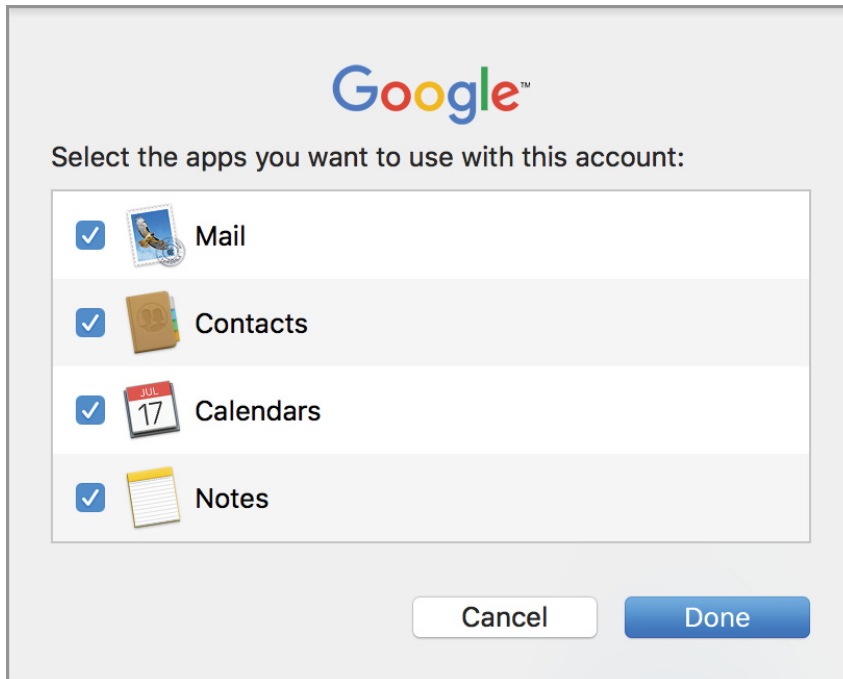 Google™
Select the apps you want to use with this account:
Mail
Contacts
JUL
17
Calendars
Notes
Cancel
Done